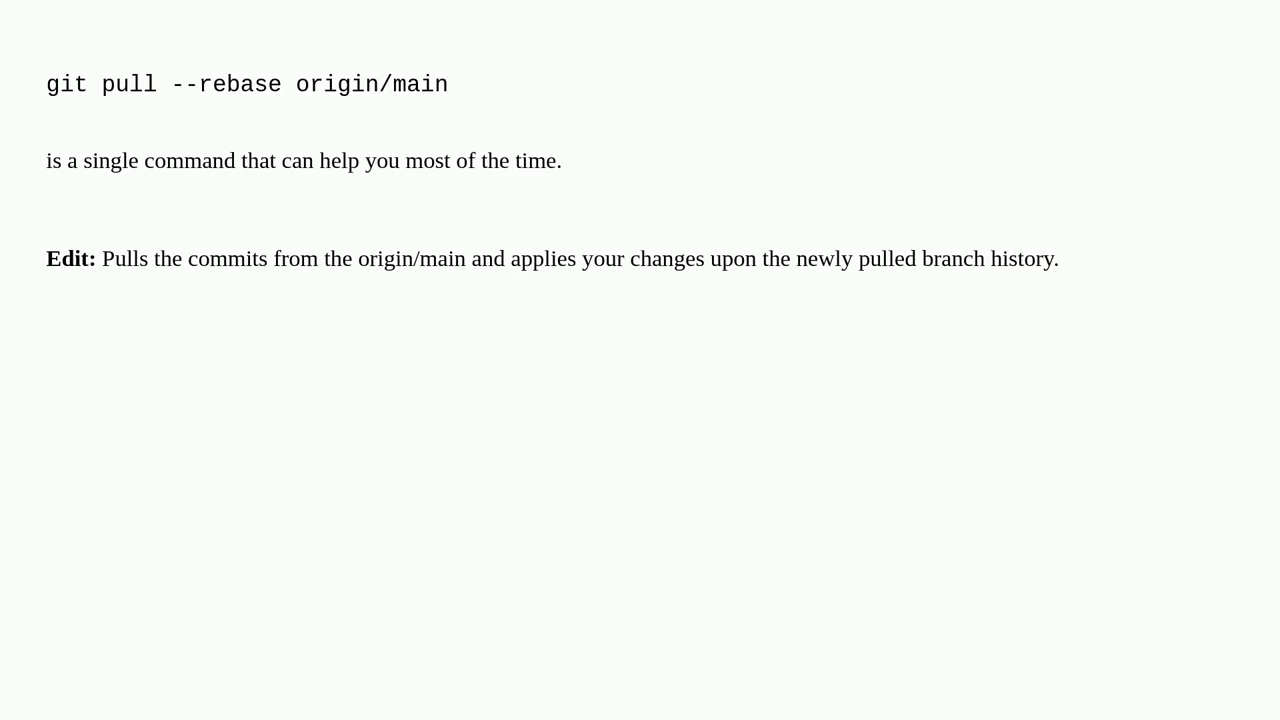 git pull --rebase origin/main
is a single command that can help you most of the time.
Edit: Pulls the commits from the origin/main and applies your changes upon the newly pulled branch history.